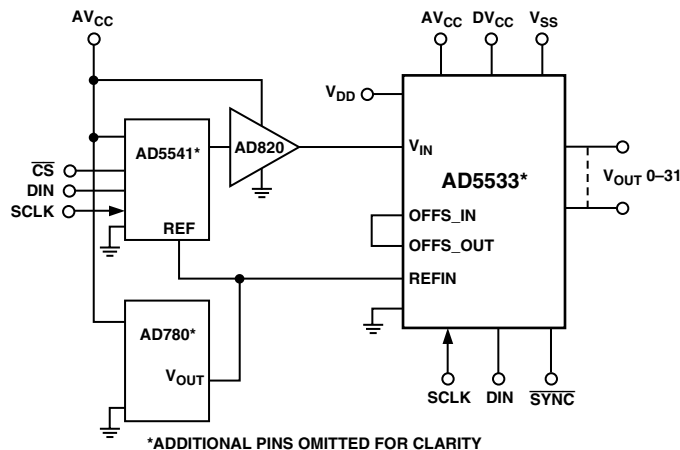 AVCC
AVCC DVCC VSS
VDD
AD5541*
AD820
VIN
CS
DIN
SCLK
REF
AD5533*
VOUT 0–31
OFFS_IN
OFFS_OUT
REFIN
AD780*
VOUT
SCLK DIN SYNC
*ADDITIONAL PINS OMITTED FOR CLARITY